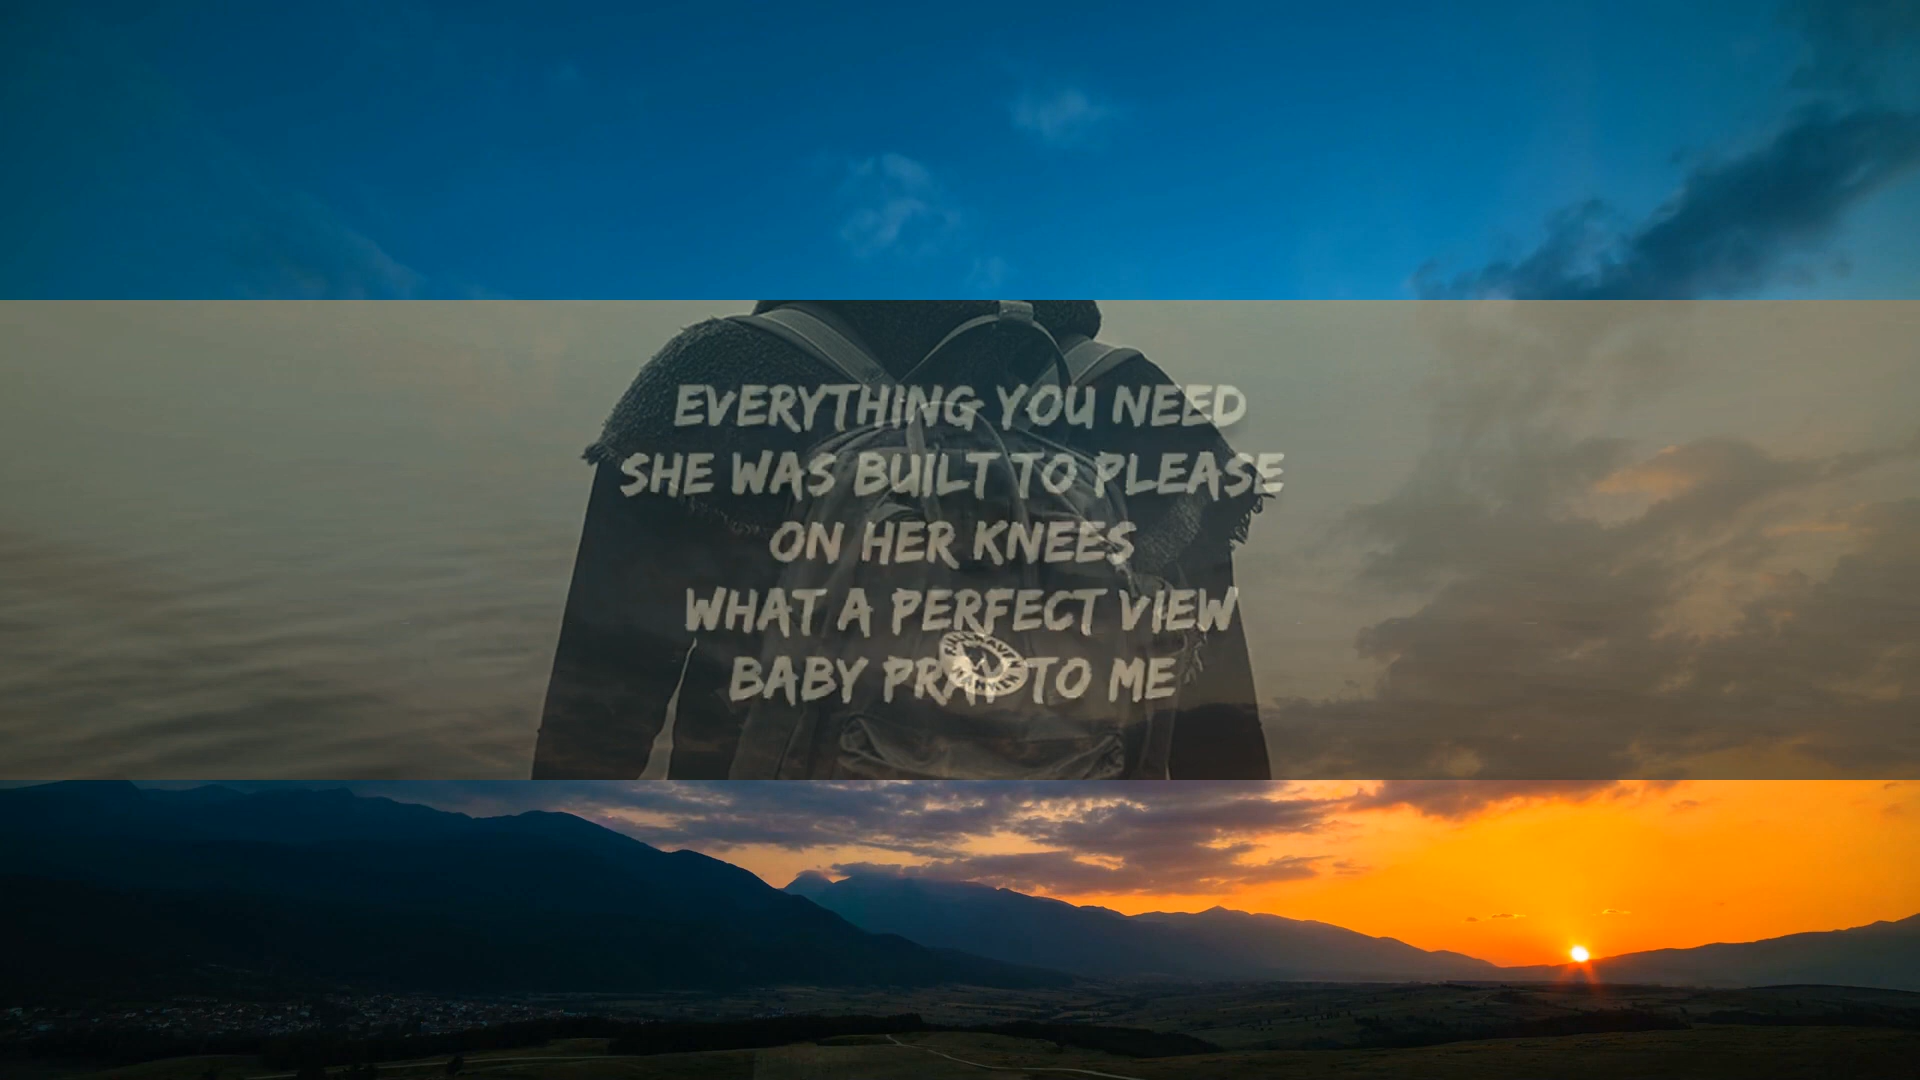 EVERYTHING YOU NEED
SHE WAS BUILT TO PLEASE
ON HER KNEES
WHAT A PERFECT VIEW
BABY PRAY TO ME